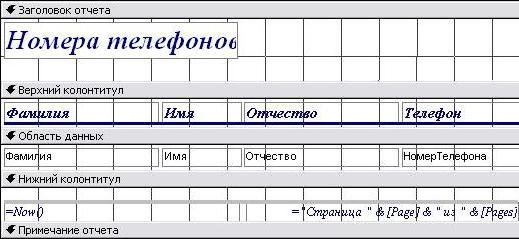 Заголовок отчета
Номера телефонов
Верхний колонтитул
Фамилия Имя Отчество Телефон
Область данных
Фамилия Имя Отчество НомерТелефона
Нижний колонтитул
=Now() ="Страница " & [Page] & " из " & [Pages]
Примечание отчета